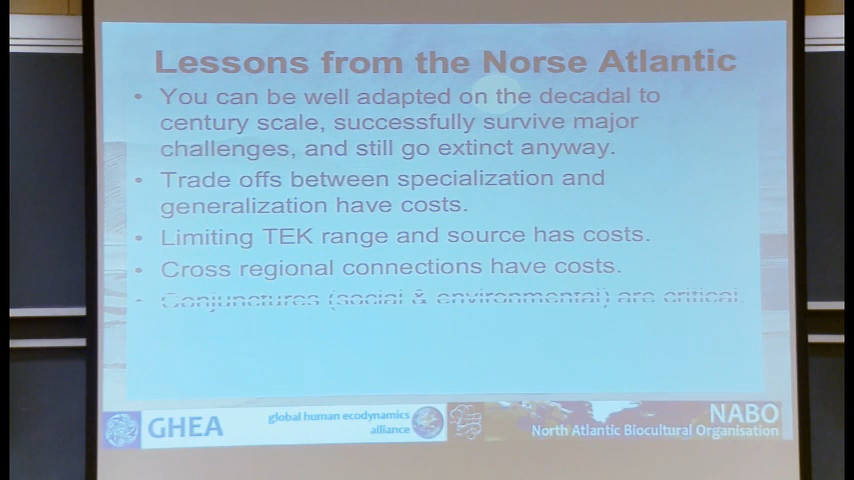 Lessons from the Norse Atlantic
• You can be well adapted on the decadal to
century scale, successfully survive major
challenges, and still go extinct anyway.
• Trade offs between specialization and
generalization have costs.
• Limiting TEK range and source has costs.
• Cross regional connections have costs.
• Conjunctures (social & environmental) are critical.
GHEA
global human ecodynamics
alliance
NABO
North Atlantic Biocultural Organisation